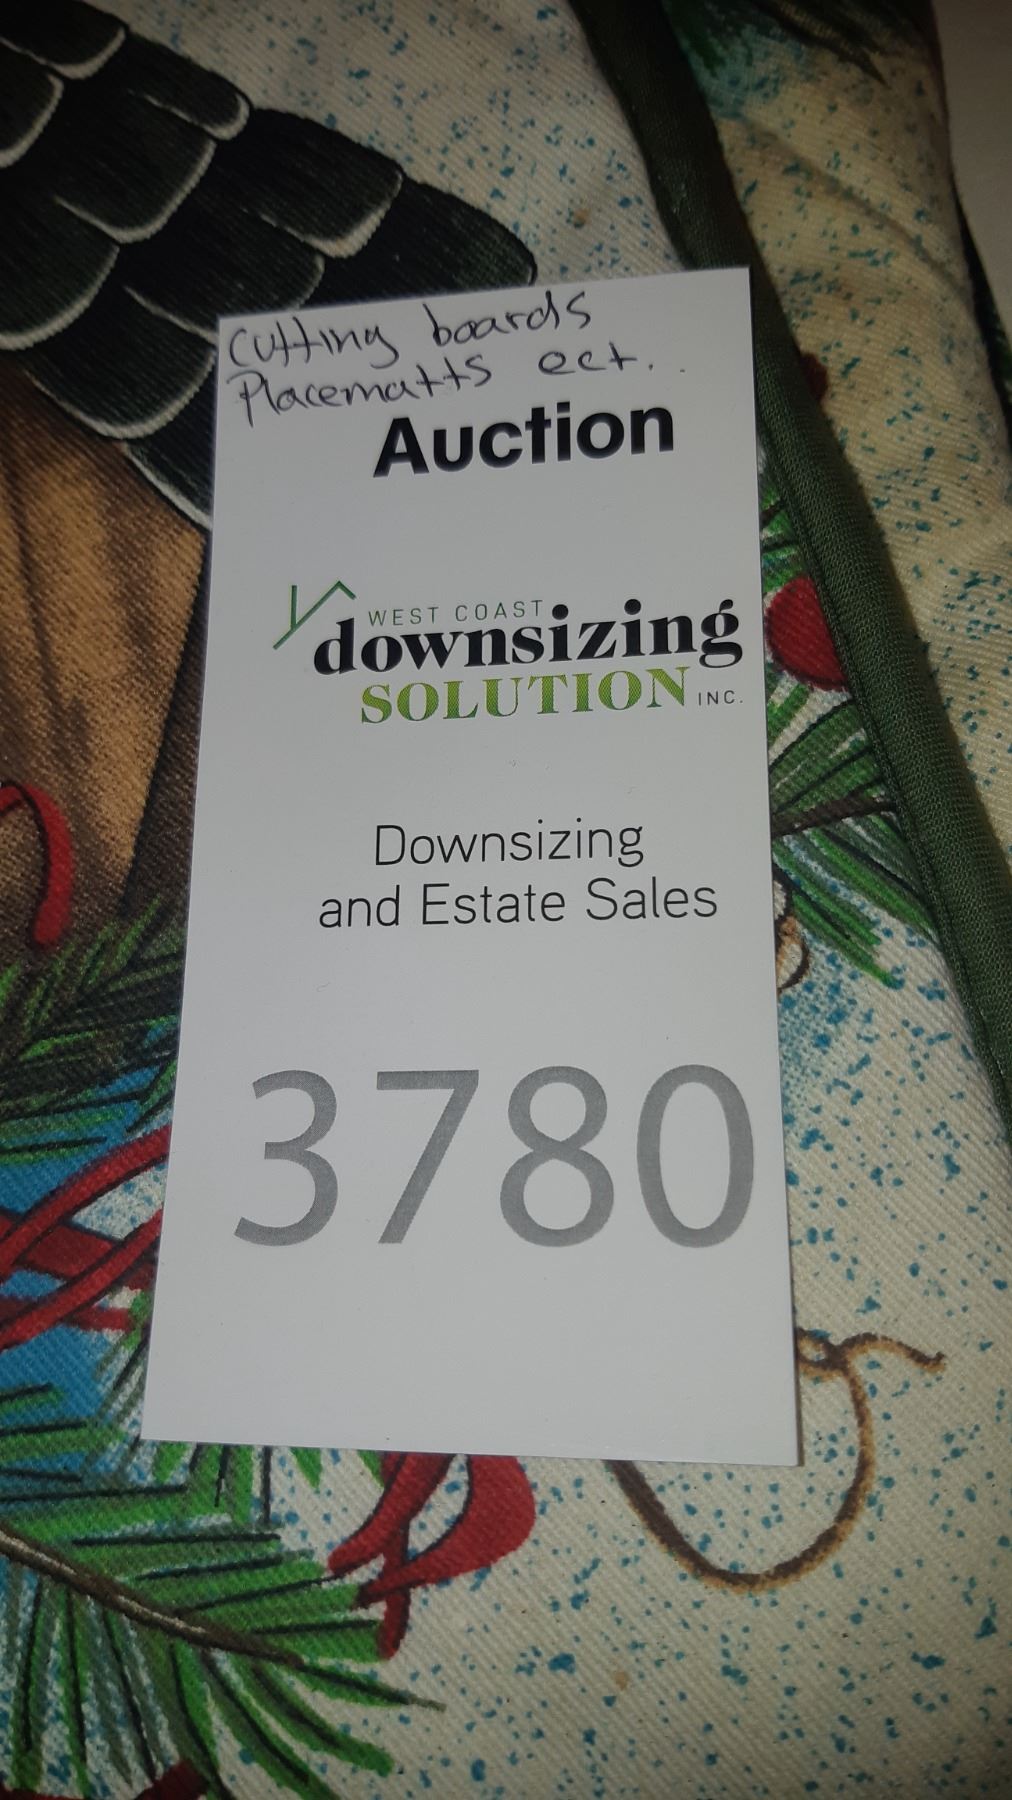 Cutting boards
Placematts ect..
Auction
WEST COAST
downsizing
SOLUTION INC.
Downsizing
and Estate Sales
3780